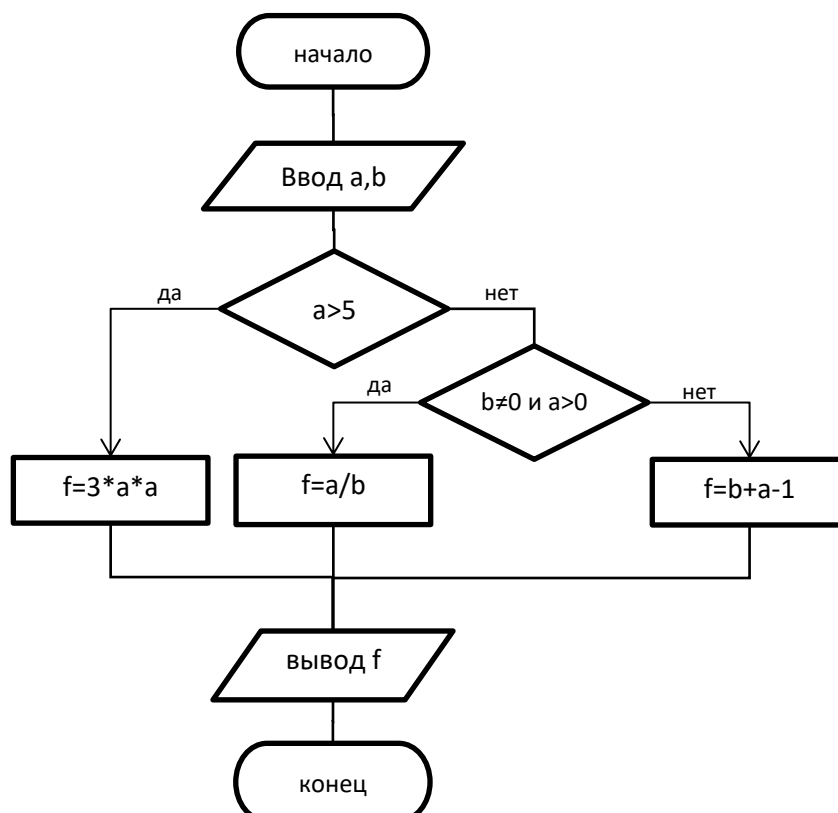 начало
Ввод a,b
да
a>5
нет
да
b≠0 и a>0
нет
f=3*a*a
f=a/b
f=b+a-1
вывод f
конец